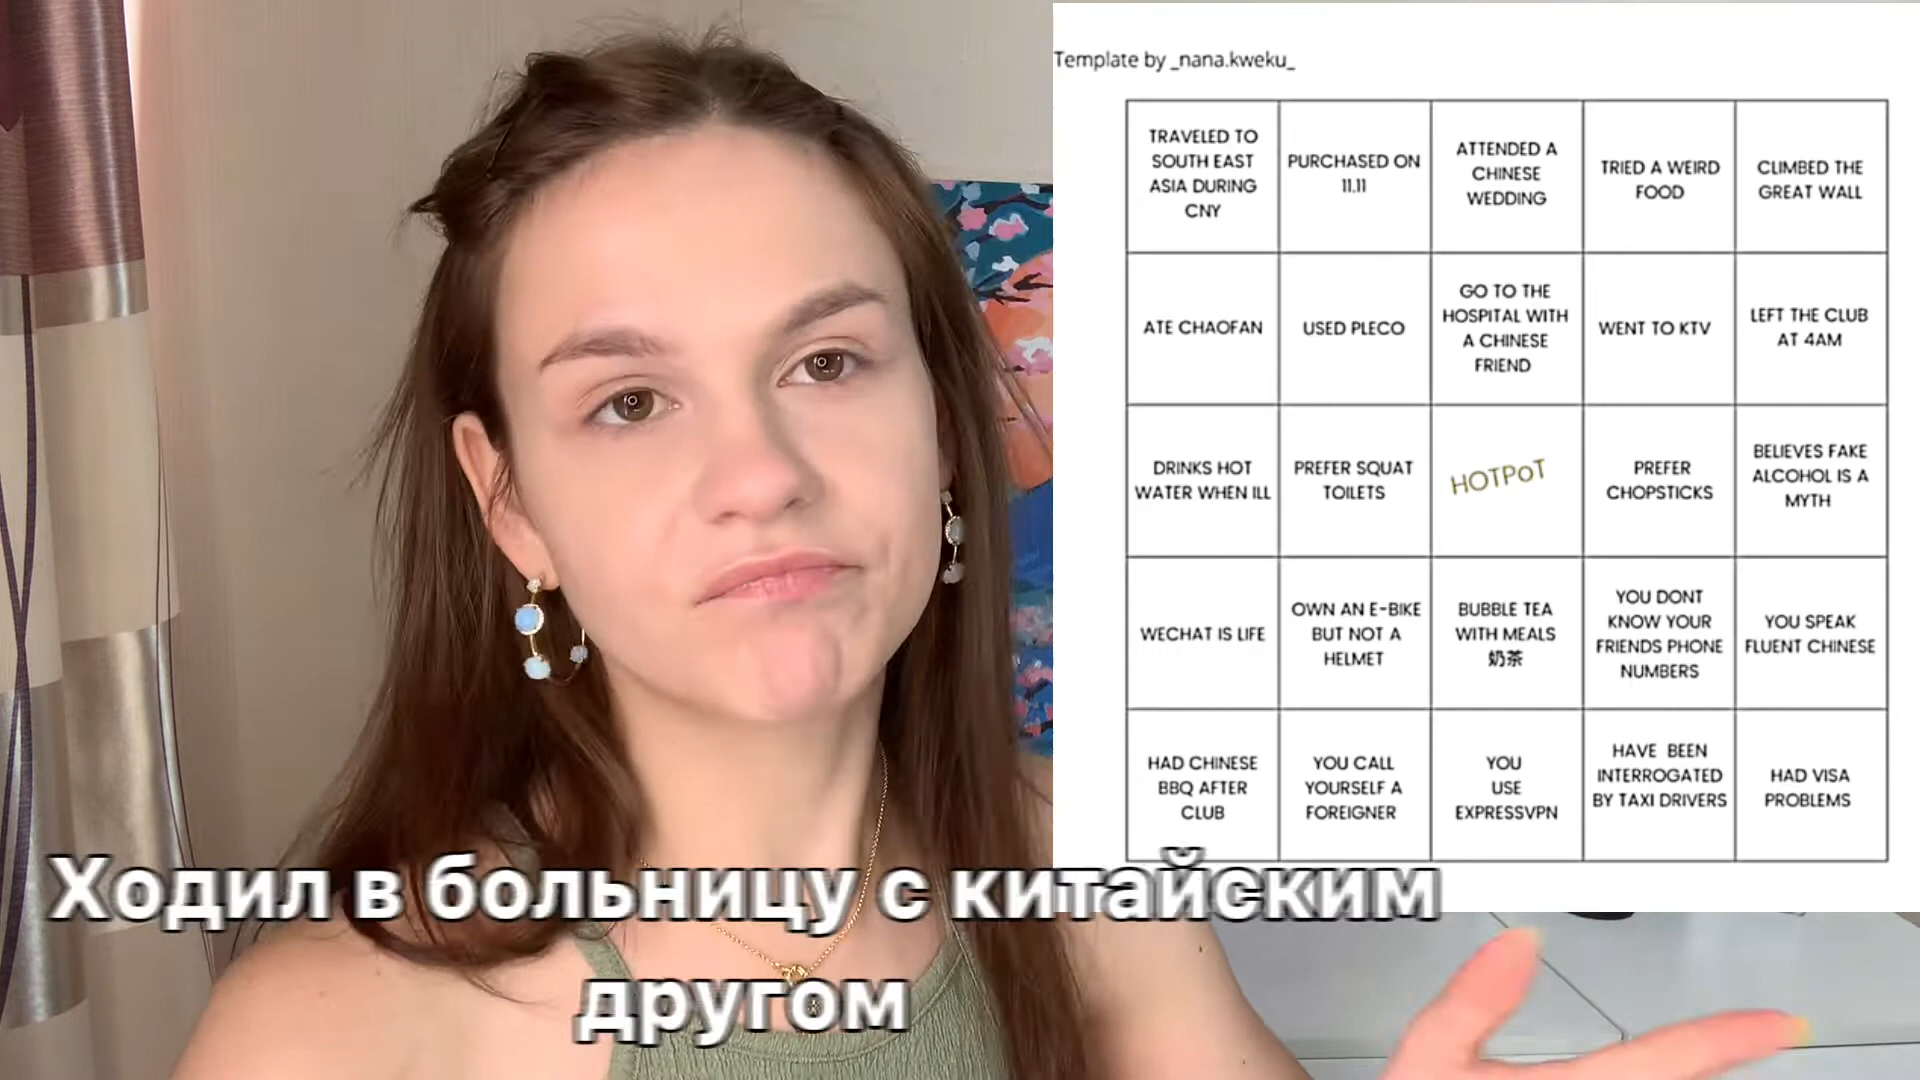 Template by _nana.kweku_
TRAVELED TO
SOUTH EAST
ASIA DURING
CNY
PURCHASED ON
11.11
ATTENDED A
CHINESE
WEDDING
TRIED A WEIRD
FOOD
CLIMBED THE
GREAT WALL
ATE CHAOFAN
USED PLECO
GO TO THE
HOSPITAL WITH
A CHINESE
FRIEND
WENT TO KTV
LEFT THE CLUB
AT 4AM
DRINKS HOT
WATER WHEN ILL
PREFER SQUAT
TOILETS
HOTPoT
PREFER
CHOPSTICKS
BELIEVES FAKE
ALCOHOL IS A
MYTH
WECHAT IS LIFE
OWN AN E-BIKE
BUT NOT A
HELMET
BUBBLE TEA
WITH MEALS
奶茶
YOU DONT
KNOW YOUR
FRIENDS PHONE
NUMBERS
YOU SPEAK
FLUENT CHINESE
HAD CHINESE
BBQ AFTER
CLUB
YOU CALL
YOURSELF A
FOREIGNER
YOU
USE
EXPRESSVPN
HAVE BEEN
INTERROGATED
BY TAXI DRIVERS
HAD VISA
PROBLEMS
Ходил в больницу с китайским
другом